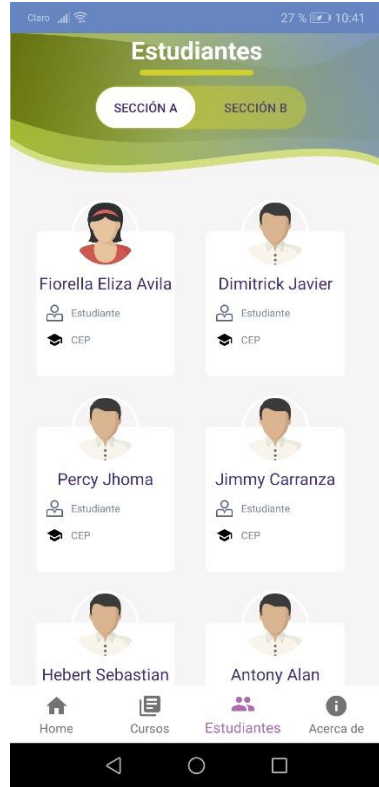 Claro 27 % 10:41
Estudiantes
SECCIÓN A SECCIÓN B
Fiorella Eliza Avila Dimitrick Javier
Estudiante Estudiante
CEP CEP
Percy Jhoma Jimmy Carranza
Estudiante Estudiante
CEP CEP
Hebert Sebastian Antony Alan
Home Cursos Estudiantes Acerca de